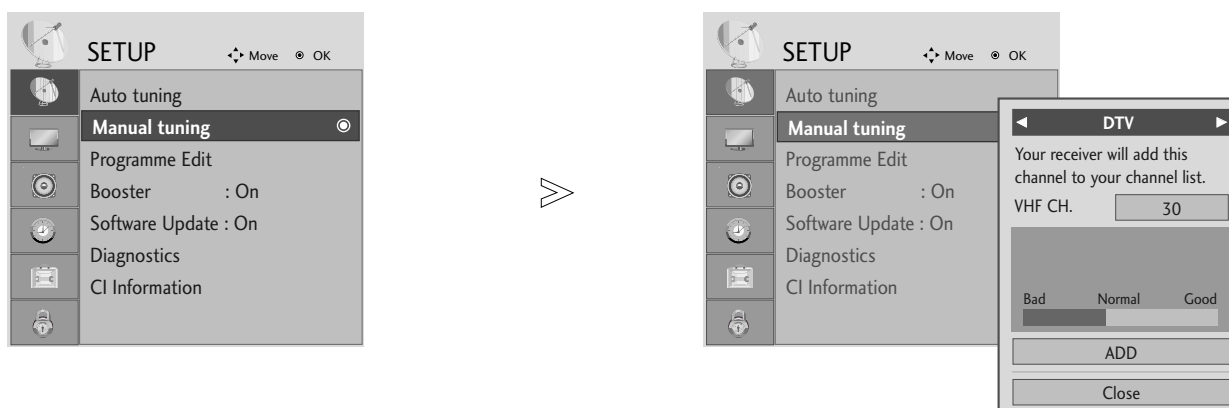 SETUP Move OK
Auto tuning
Manual tuning
Programme Edit
Booster : On
Software Update : On
Diagnostics
CI Information
SETUP Move OK
Auto tuning
Manual tuning
Programme Edit
Booster : On
Software Update : On
Diagnostics
CI Information
DTV
Your receiver will add this
channel to your channel list.
VHF CH. 30
Bad Normal Good
ADD
Close